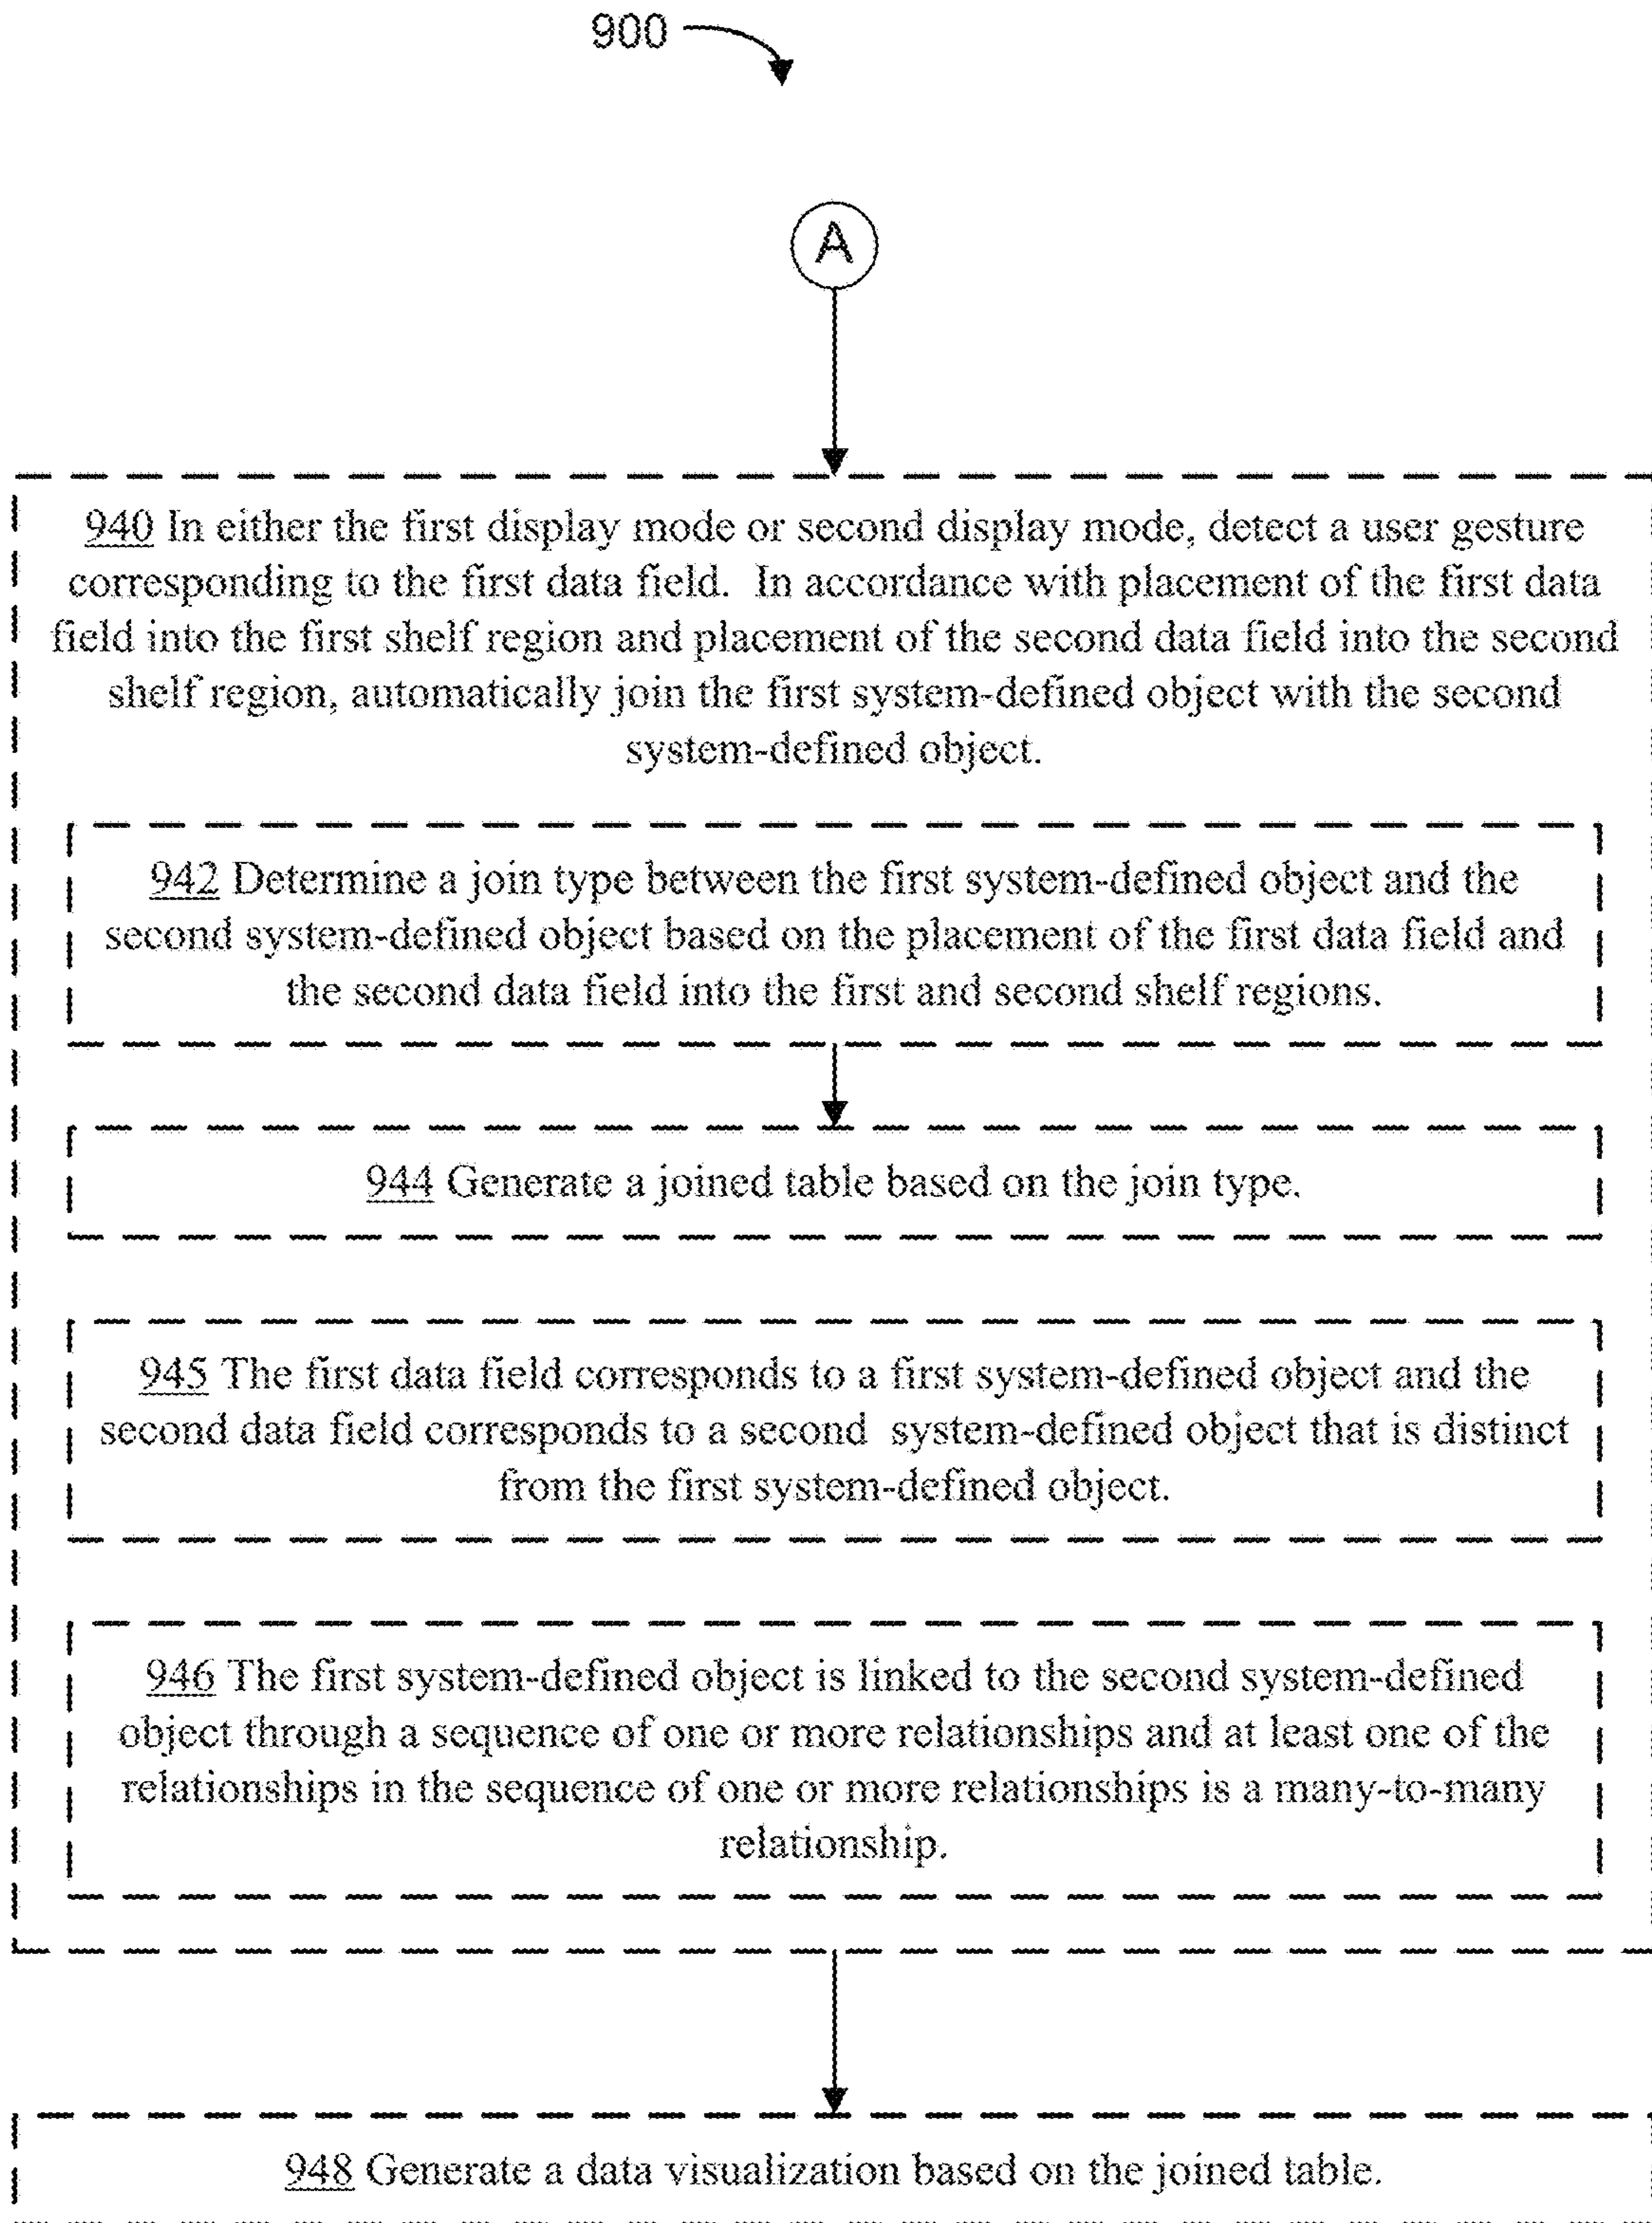 900
A
940 In either the first display mode or second display mode, detect a user gesture
corresponding to the first data field.  In accordance with placement of the first data
field into the first shelf region and placement of the second data field into the second
shelf region, automatically join the first system-defined object with the second
system-defined object.
942 Determine a join type between the first system-defined object and the
second system-defined object based on the placement of the first data field and
the second data field into the first and second shelf regions.
944 Generate a joined table based on the join type.
945 The first data field corresponds to a first system-defined object and the
second data field corresponds to a second  system-defined object that is distinct
from the first system-defined object.
946 The first system-defined object is linked to the second system-defined
object through a sequence of one or more relationships and at least one of the
relationships in the sequence of one or more relationships is a many-to-many
relationship.
948 Generate a data visualization based on the joined table.